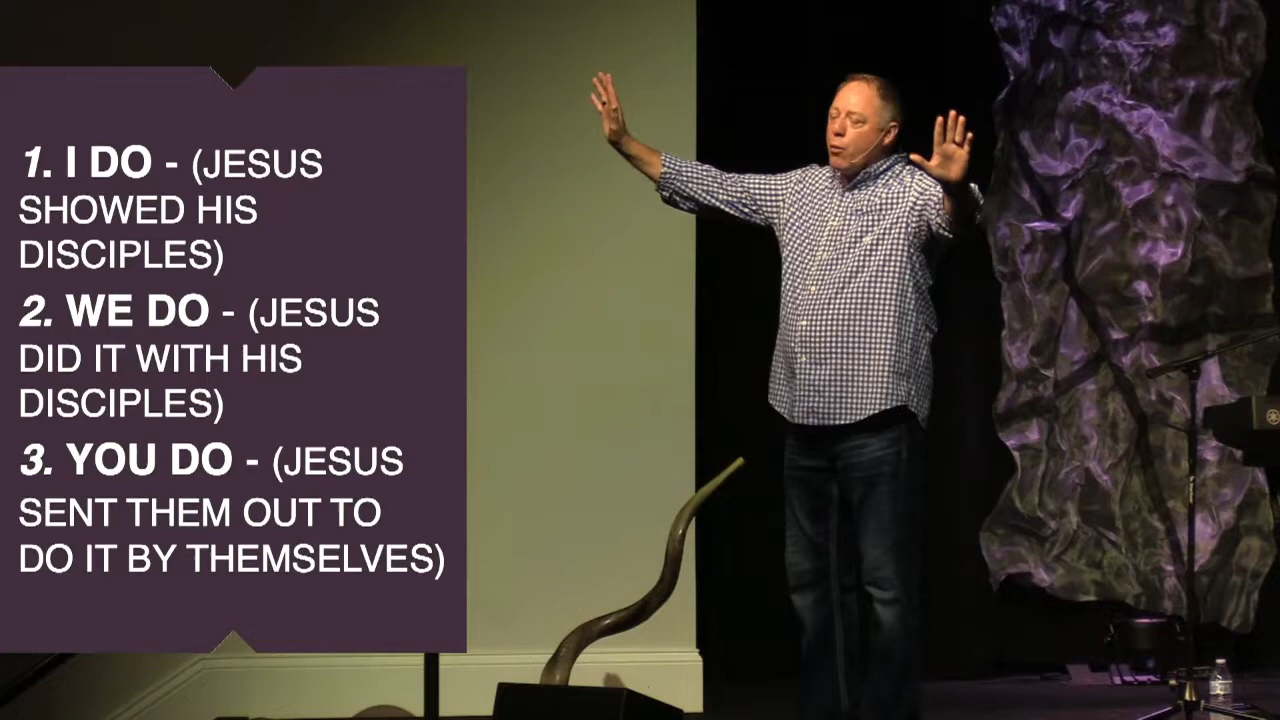 1. I DO - (JESUS
SHOWED HIS
DISCIPLES)
2. WE DO - (JESUS
DID IT WITH HIS
DISCIPLES)
3. YOU DO - (JESUS
SENT THEM OUT TO
DO IT BY THEMSELVES)